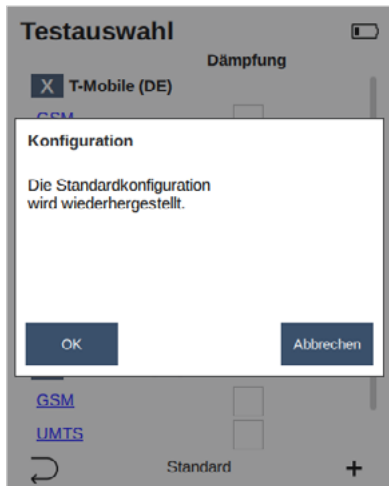 Testauswahl
Dämpfung
X T-Mobile (DE)
GSM
Konfiguration
Die Standardkonfiguration
wird wiederhergestellt.
OK Abbrechen
GSM
UMTS
Standard +